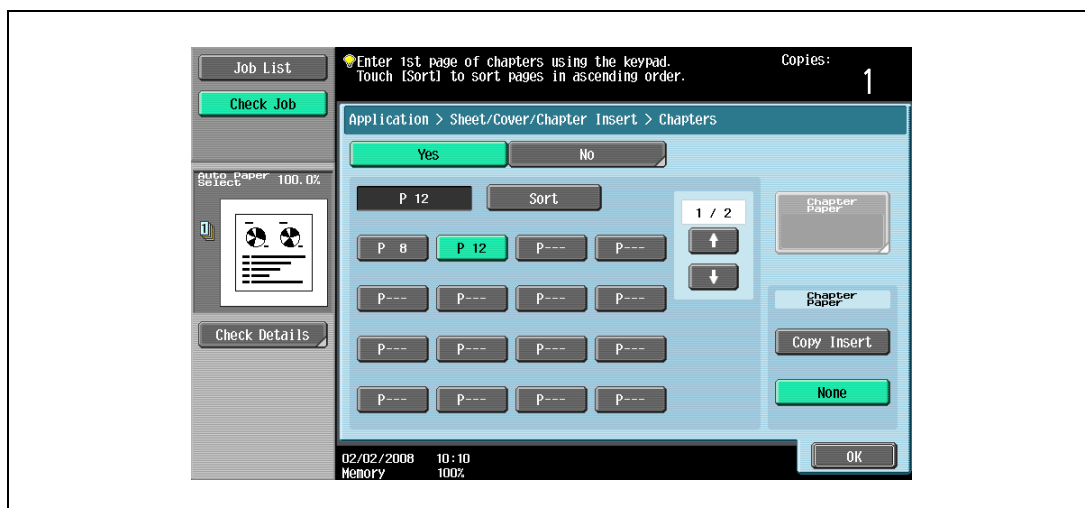 Job List
Check Job
Enter 1st page of chapters using the keypad.
Touch [Sort] to sort pages in ascending order.
Copies:
1
Application > Sheet/Cover/Chapter Insert > Chapters
Yes
No
Auto Paper
Select
100.0%
1
P 12
Sort
1 / 2
Chapter
Paper
P 8
P 12
P---
P---
P---
P---
P---
P---
Chapter
Paper
Check Details
P---
P---
P---
P---
Copy Insert
P---
P---
P---
P---
None
02/02/2008 10:10
Memory 100%
OK